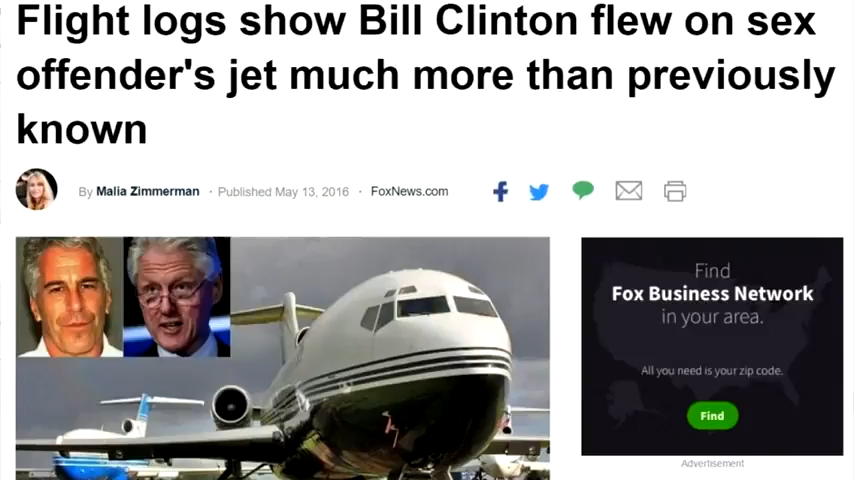 Flight logs show Bill Clinton flew on sex
offender's jet much more than previously
known
By Malia Zimmerman · Published May 13, 2016 · FoxNews.com
Find
Fox Business Network
in your area.
All you need is your zip code.
Find
Advertisement